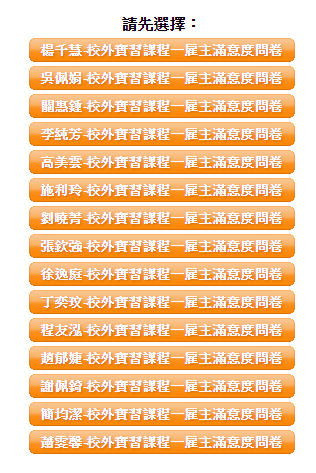 請先選擇：
楊千慧-校外實習課程—雇主滿意度問卷
吳佩娟-校外實習課程—雇主滿意度問卷
關惠鍾-校外實習課程—雇主滿意度問卷
李純芳-校外實習課程—雇主滿意度問卷
高美雲-校外實習課程—雇主滿意度問卷
施利玲-校外實習課程—雇主滿意度問卷
劉曉菁-校外實習課程—雇主滿意度問卷
張欽強-校外實習課程—雇主滿意度問卷
徐逸庭-校外實習課程—雇主滿意度問卷
丁奕玟-校外實習課程—雇主滿意度問卷
程友泓-校外實習課程—雇主滿意度問卷
趙郁婕-校外實習課程—雇主滿意度問卷
謝佩錡-校外實習課程—雇主滿意度問卷
簡均潔-校外實習課程—雇主滿意度問卷
蕭雯馨-校外實習課程—雇主滿意度問卷